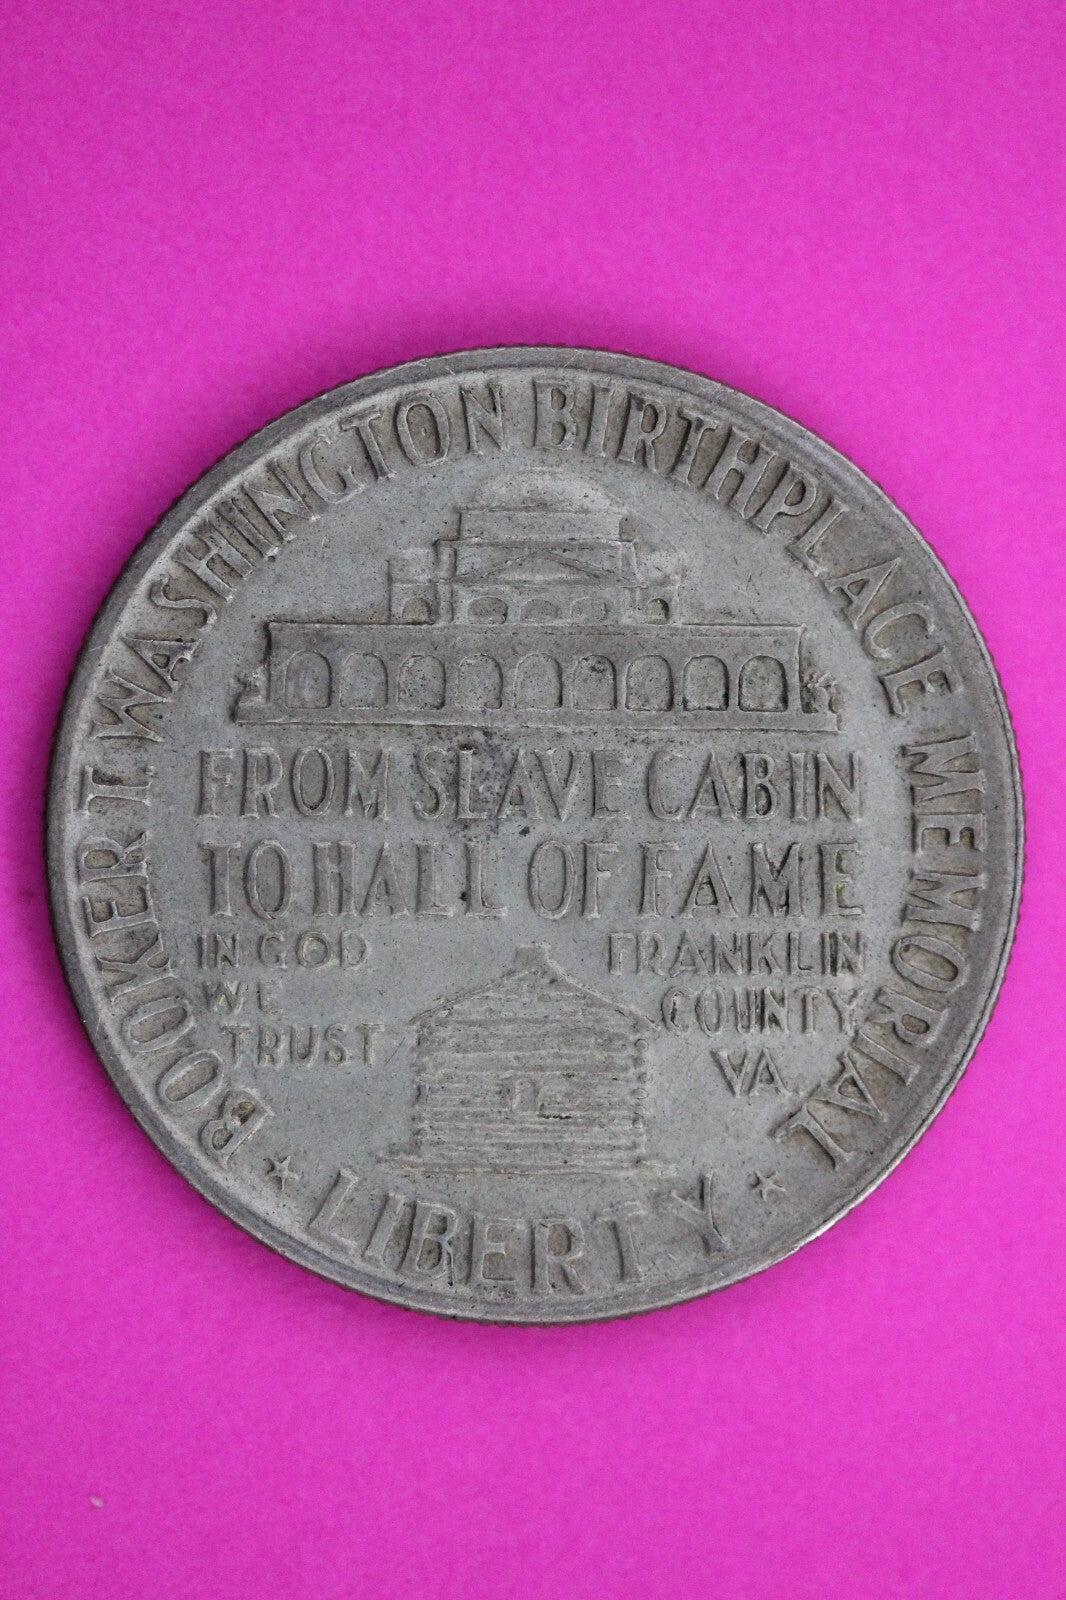 BOOKER T. WASHINGTON BIRTHPLACE MEMORIAL
FROM SLAVE CABIN
TO HALL OF FAME
IN GOD
WE
TRUST
FRANKLIN
COUNTY
VA.
LIBERTY